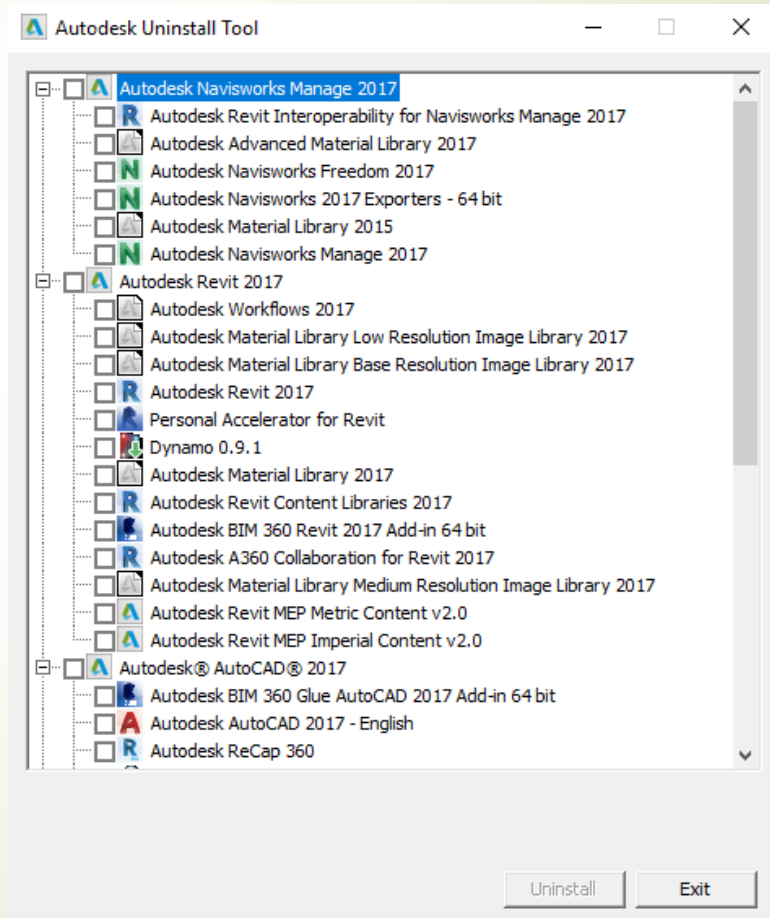 Autodesk Uninstall Tool
Autodesk Navisworks Manage 2017
Autodesk Revit Interoperability for Navisworks Manage 2017
Autodesk Advanced Material Library 2017
Autodesk Navisworks Freedom 2017
Autodesk Navisworks 2017 Exporters - 64 bit
Autodesk Material Library 2015
Autodesk Navisworks Manage 2017
Autodesk Revit 2017
Autodesk Workflows 2017
Autodesk Material Library Low Resolution Image Library 2017
Autodesk Material Library Base Resolution Image Library 2017
Autodesk Revit 2017
Personal Accelerator for Revit
Dynamo 0.9.1
Autodesk Material Library 2017
Autodesk Revit Content Libraries 2017
Autodesk BIM 360 Revit 2017 Add-in 64 bit
Autodesk A360 Collaboration for Revit 2017
Autodesk Material Library Medium Resolution Image Library 2017
Autodesk Revit MEP Metric Content v2.0
Autodesk Revit MEP Imperial Content v2.0
Autodesk® AutoCAD® 2017
Autodesk BIM 360 Glue AutoCAD 2017 Add-in 64 bit
Autodesk AutoCAD 2017 - English
Autodesk ReCap 360
Uninstall
Exit